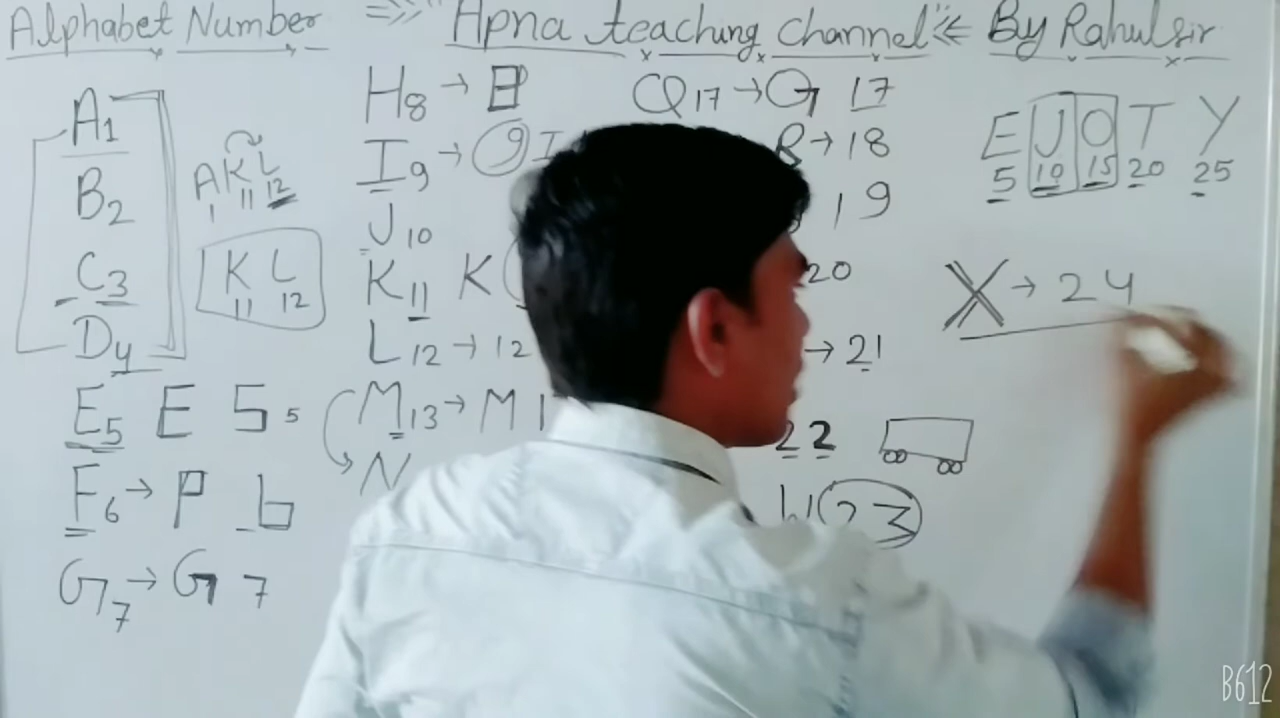 Alphabet Number ⇒>> "Apna teaching channel" ≪ By Rahul sir
A1
B2
C3
D4
E5 E 5 5
F6 → P b
G7 → G 7
A K L
1 11 12
K L
11 12
H8 → 日
I9 → 9 I
J10
K11 K
L12 → 12
M13 → M 1
N
Q17 → G 17
R → 18
19
20
→ 21
22
W 23
E J O T Y
5 10 15 20 25
X → 24
B612